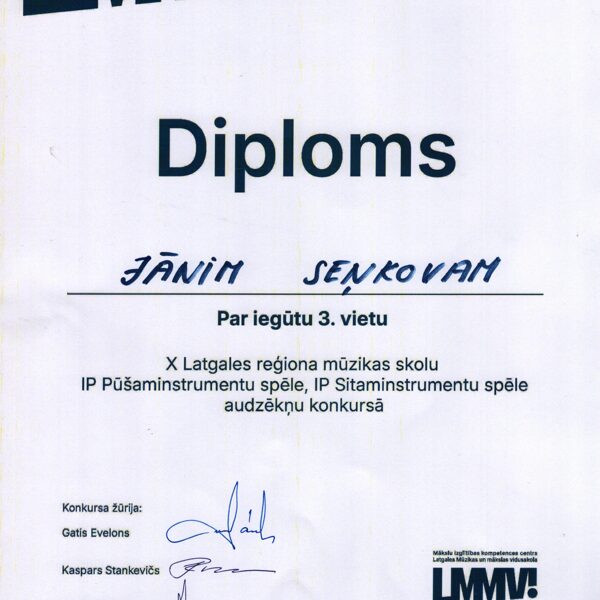 Diploms
JĀNIM SEŅKOVAM
Par iegūtu 3. vietu
X Latgales reģiona mūzikas skolu
IP Pūšaminstrumentu spēle, IP Sitaminstrumentu spēle
audzēkņu konkursā
Konkursa žūrija:
Gatis Evelons
Kaspars Stankevičs
Mākslu izglītības kompetences centrs
Latgales Mūzikas un mākslas vidusskola
LMMV!